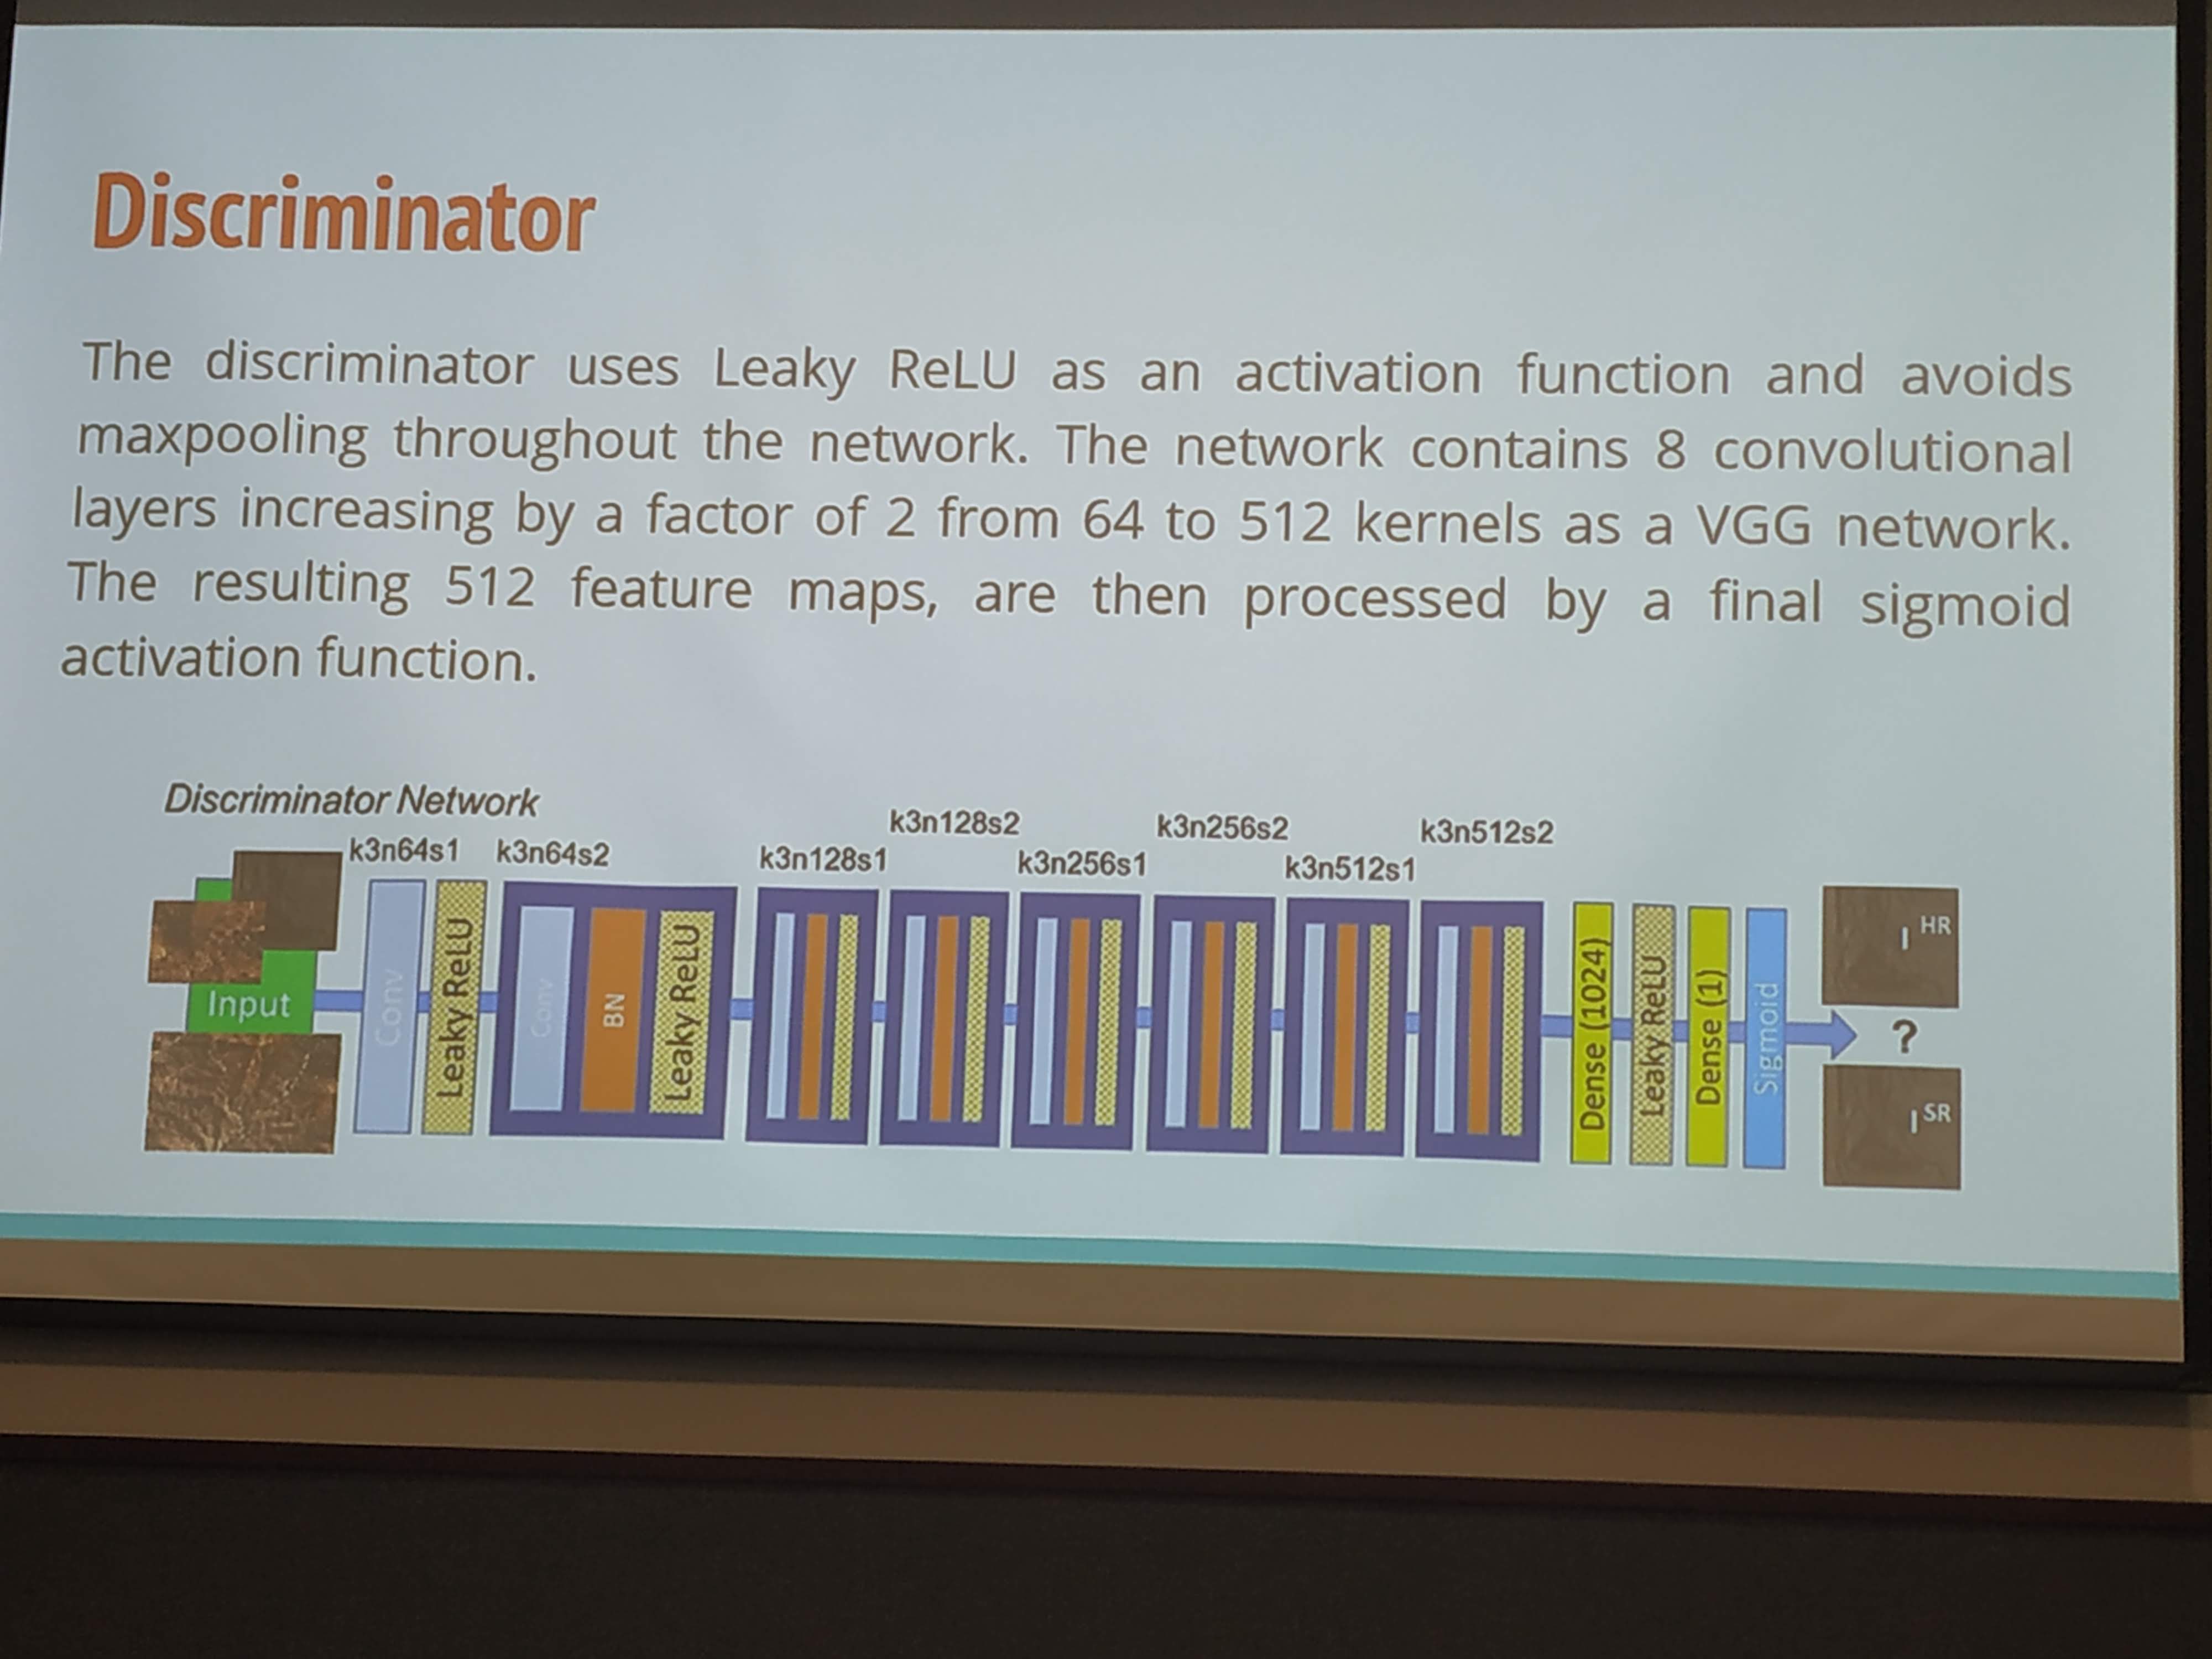 Discriminator
The discriminator uses Leaky ReLU as an activation function and avoids
maxpooling throughout the network. The network contains 8 convolutional
layers increasing by a factor of 2 from 64 to 512 kernels as a VGG network.
The resulting 512 feature maps, are then processed by a final sigmoid
activation function.
Discriminator Network
k3n64s1
k3n64s2
k3n128s1
k3n128s2
k3n256s1
k3n256s2
k3n512s1
k3n512s2
Input
Conv
Leaky ReLU
Conv
BN
Leaky ReLU
Dense (1024)
Leaky ReLU
Dense (1)
Sigmoid
I HR
?
I SR